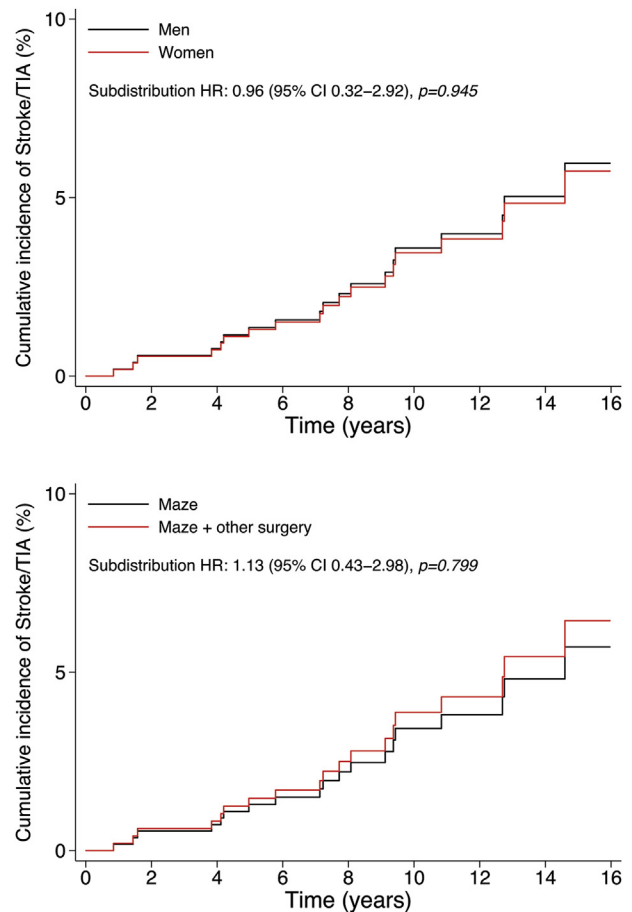 Cumulative incidence of Stroke/TIA (%)
10
5
0
Men
Women
Subdistribution HR: 0.96 (95% CI 0.32–2.92), p=0.945
0 2 4 6 8 10 12 14 16
Time (years)
Cumulative incidence of Stroke/TIA (%)
10
5
0
Maze
Maze + other surgery
Subdistribution HR: 1.13 (95% CI 0.43–2.98), p=0.799
0 2 4 6 8 10 12 14 16
Time (years)